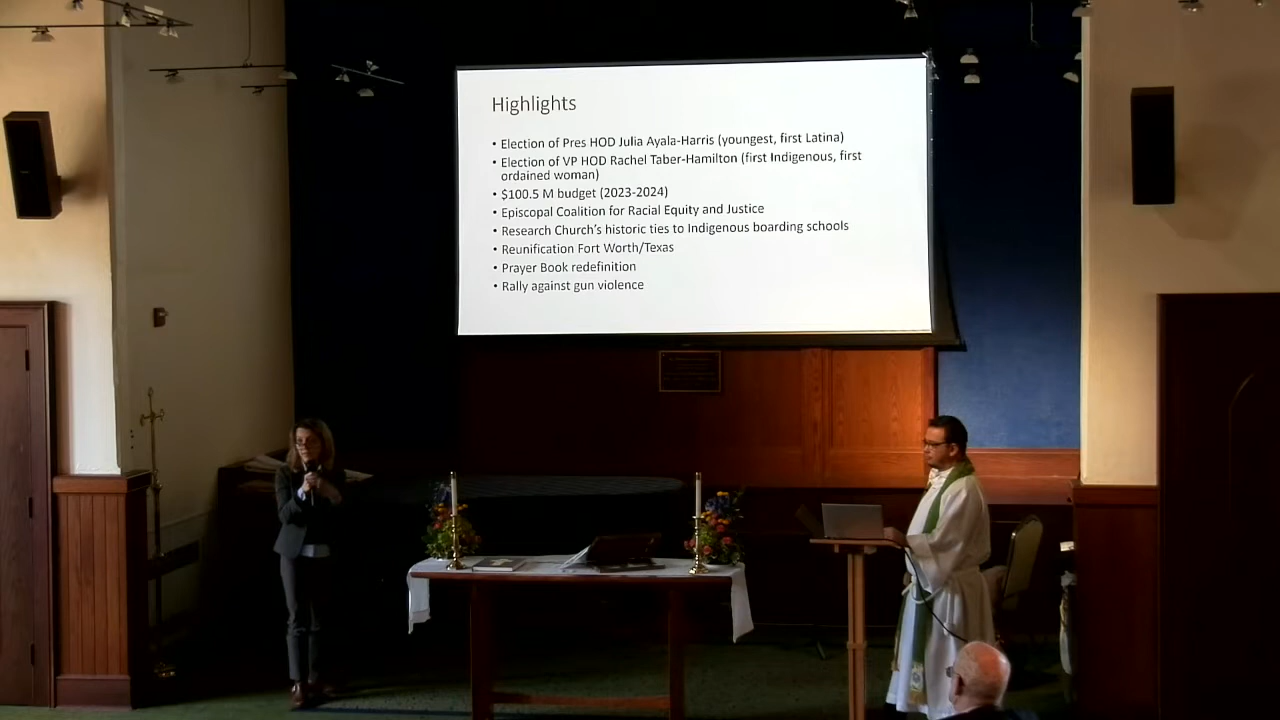 Highlights
• Election of Pres HOD Julia Ayala-Harris (youngest, first Latina)
• Election of VP HOD Rachel Taber-Hamilton (first Indigenous, first
ordained woman)
• $100.5 M budget (2023-2024)
• Episcopal Coalition for Racial Equity and Justice
• Research Church's historic ties to Indigenous boarding schools
• Reunification Fort Worth/Texas
• Prayer Book redefinition
• Rally against gun violence